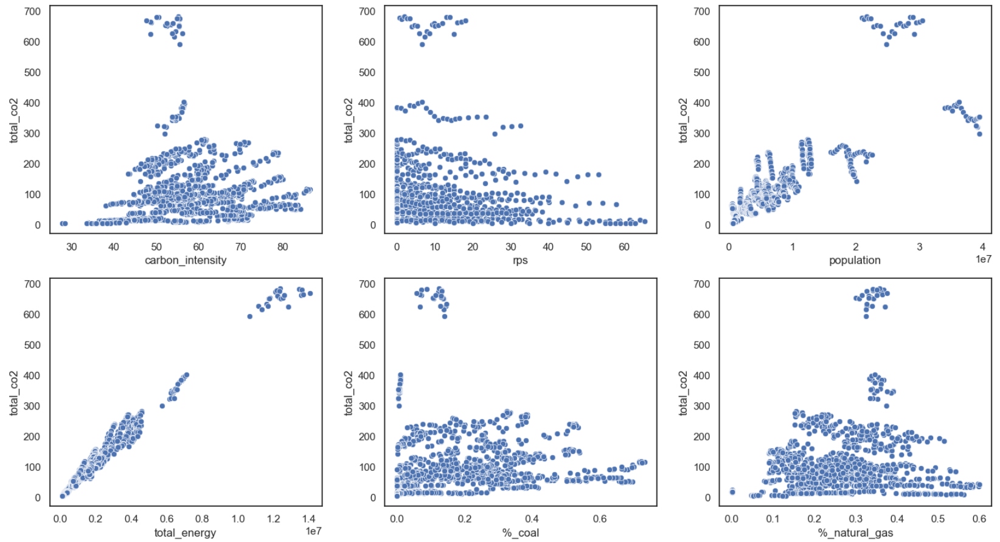 700
600
500
400
300
200
100
0
total_co2
30 40 50 60 70 80
carbon_intensity
700
600
500
400
300
200
100
0
total_co2
0 10 20 30 40 50 60
rps
700
600
500
400
300
200
100
0
total_co2
0 1 2 3 4
1e7
population
700
600
500
400
300
200
100
0
total_co2
0.0 0.2 0.4 0.6 0.8 1.0 1.2 1.4
1e7
total_energy
700
600
500
400
300
200
100
0
total_co2
0.0 0.2 0.4 0.6
%_coal
700
600
500
400
300
200
100
0
total_co2
0.0 0.1 0.2 0.3 0.4 0.5 0.6
%_natural_gas